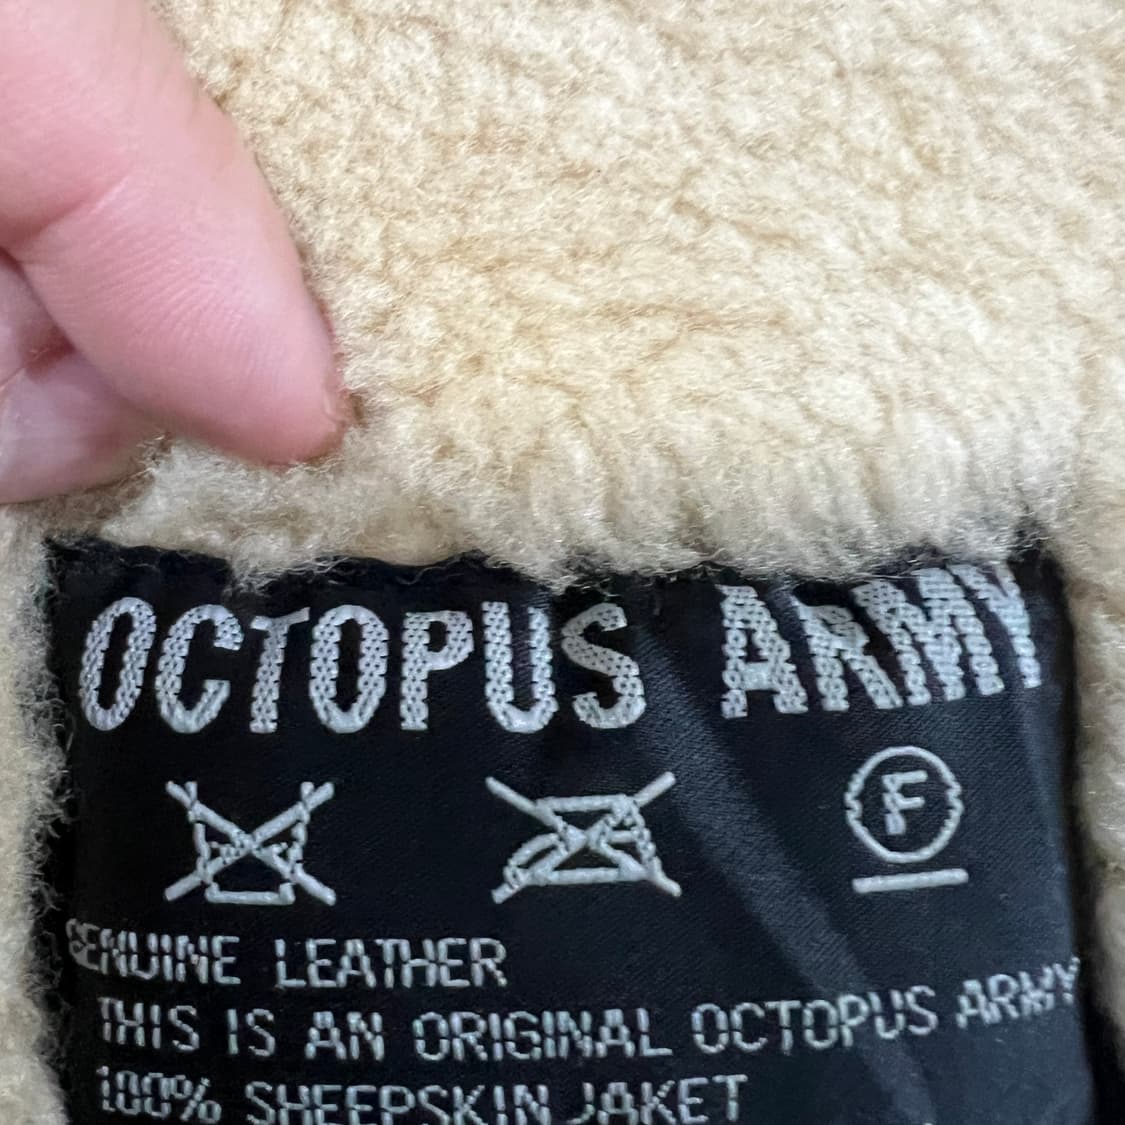 OCTOPUS ARMY
F
GENUINE LEATHER
THIS IS AN ORIGINAL OCTOPUS ARMY
100% SHEEPSKIN JAKET